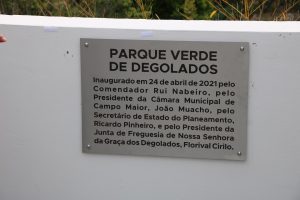 PARQUE VERDE
DE DEGOLADOS
Inaugurado em 24 de abril de 2021 pelo
Comendador Rui Nabeiro, pelo
Presidente da Câmara Municipal de
Campo Maior, João Muacho, pelo
Secretário de Estado do Planeamento,
Ricardo Pinheiro, e pelo Presidente da
Junta de Freguesia de Nossa Senhora
da Graça dos Degolados, Florival Cirilo.